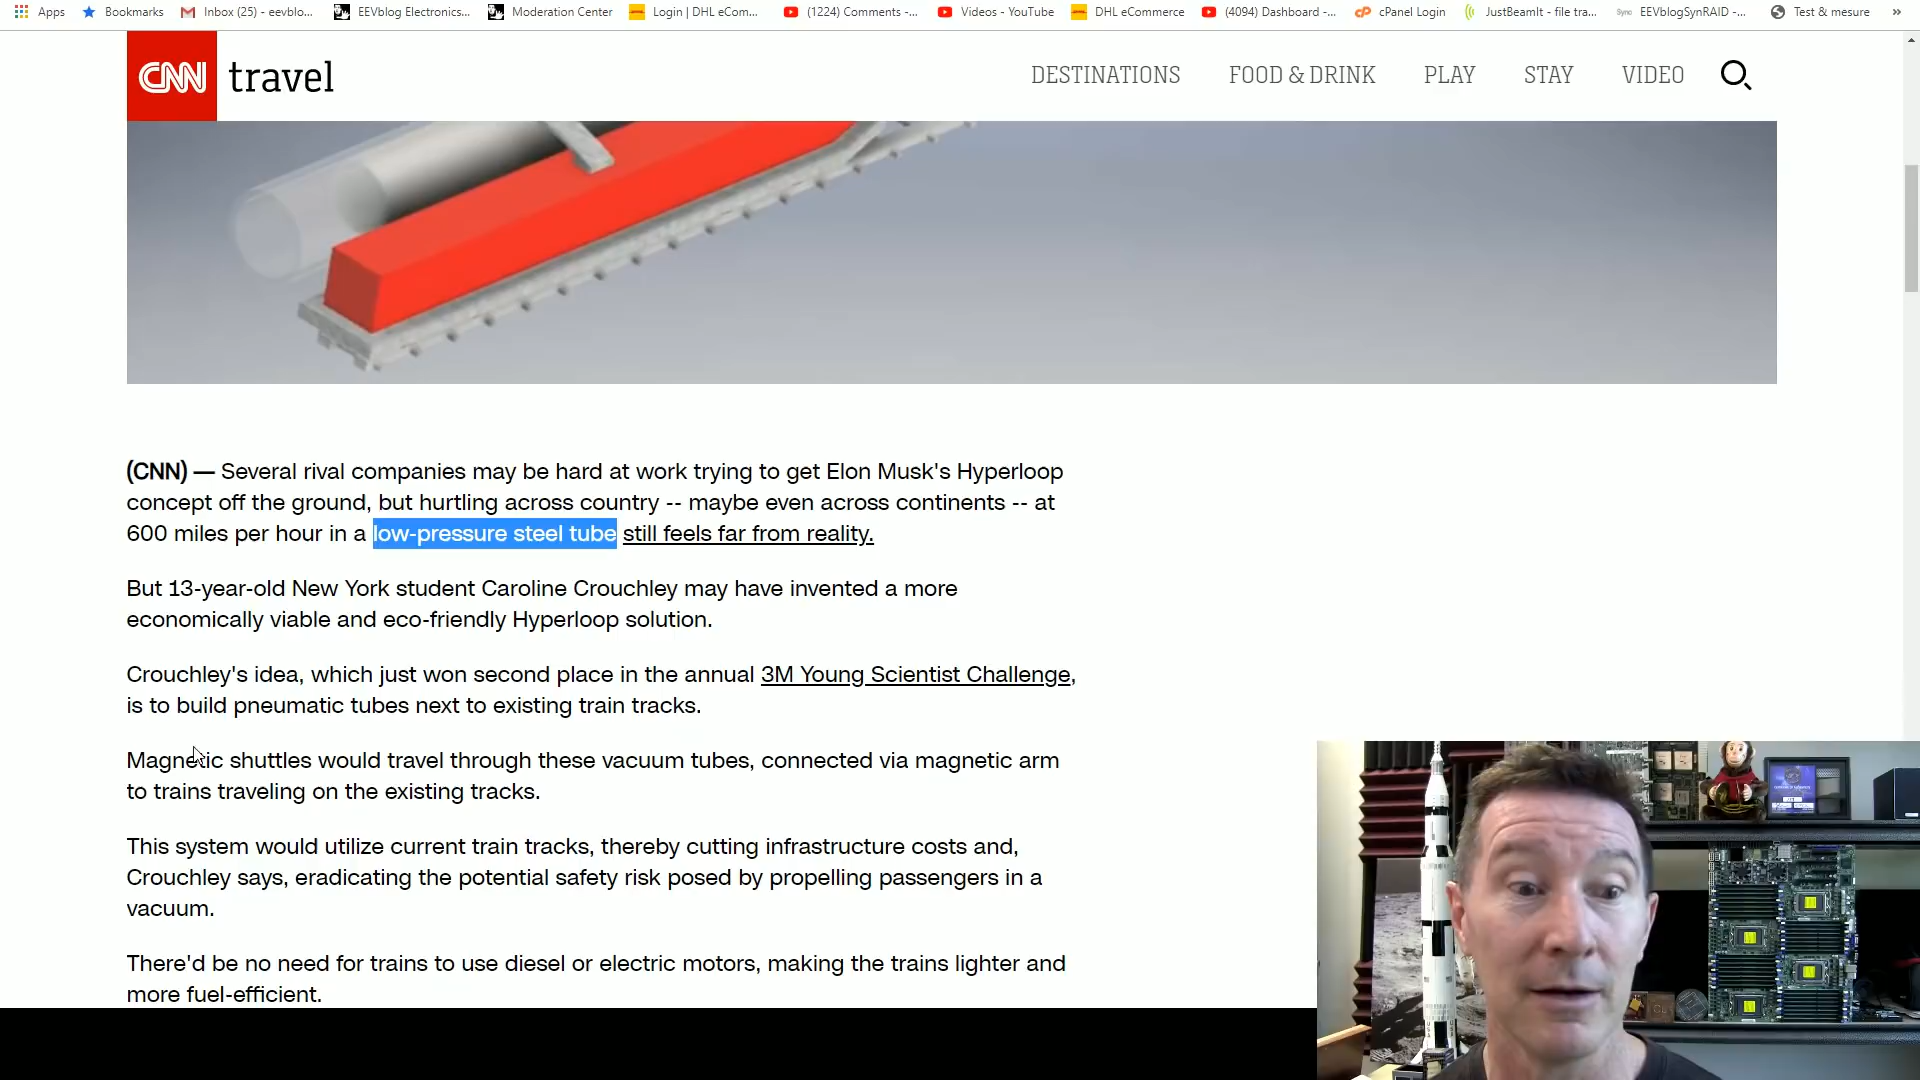 Apps
Bookmarks
Inbox (25) - eevblo...
EEVblog Electronics...
Moderation Center
Login | DHL eCom...
(1224) Comments -...
Videos - YouTube
DHL eCommerce
(4094) Dashboard -...
cPanel Login
JustBeamIt - file tra...
Sync EEVblogSynRAID -...
Test & mesure
»
CNN travel
DESTINATIONS
FOOD & DRINK
PLAY
STAY
VIDEO
(CNN) — Several rival companies may be hard at work trying to get Elon Musk's Hyperloop
concept off the ground, but hurtling across country -- maybe even across continents -- at
600 miles per hour in a low-pressure steel tube still feels far from reality.
But 13-year-old New York student Caroline Crouchley may have invented a more
economically viable and eco-friendly Hyperloop solution.
Crouchley's idea, which just won second place in the annual 3M Young Scientist Challenge,
is to build pneumatic tubes next to existing train tracks.
Magnetic shuttles would travel through these vacuum tubes, connected via magnetic arm
to trains traveling on the existing tracks.
This system would utilize current train tracks, thereby cutting infrastructure costs and,
Crouchley says, eradicating the potential safety risk posed by propelling passengers in a
vacuum.
There'd be no need for trains to use diesel or electric motors, making the trains lighter and
more fuel-efficient.